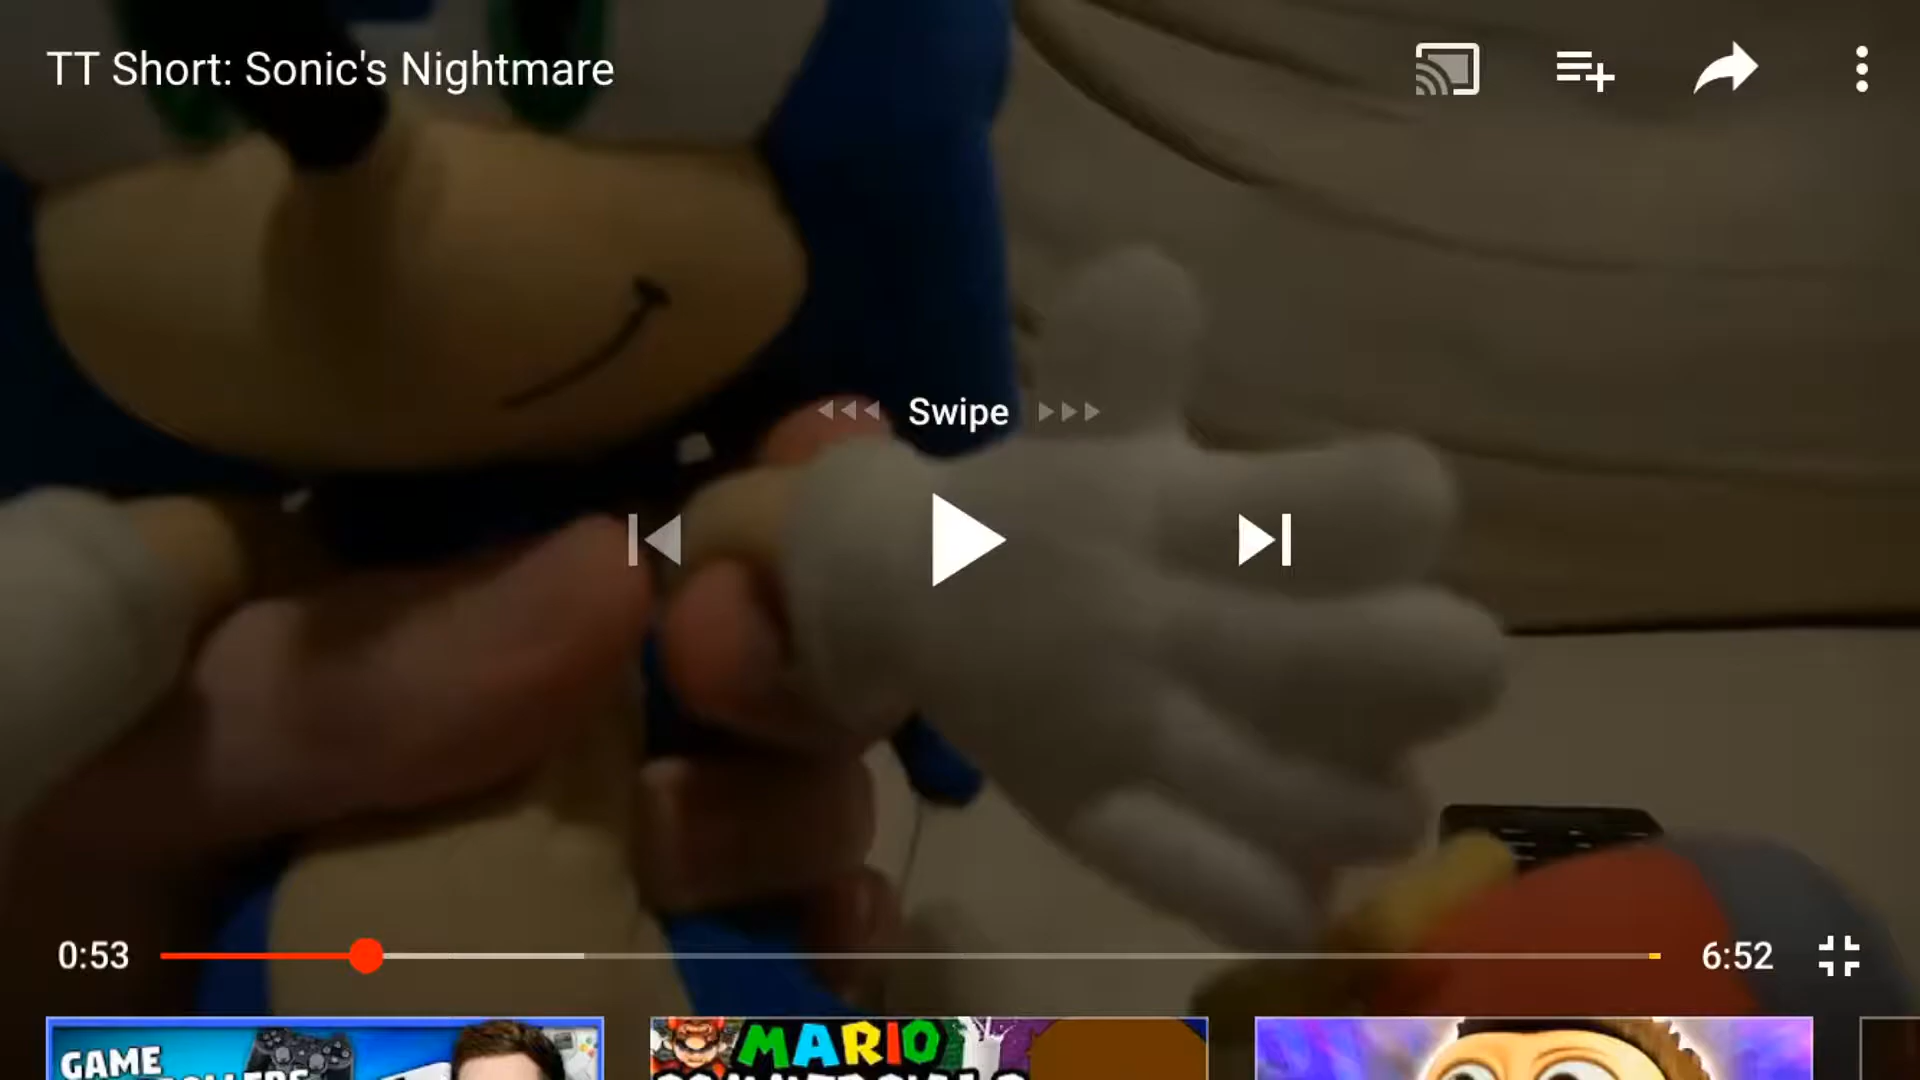 TT Short: Sonic's Nightmare
Swipe
0:53
6:52
GAME
MARIO